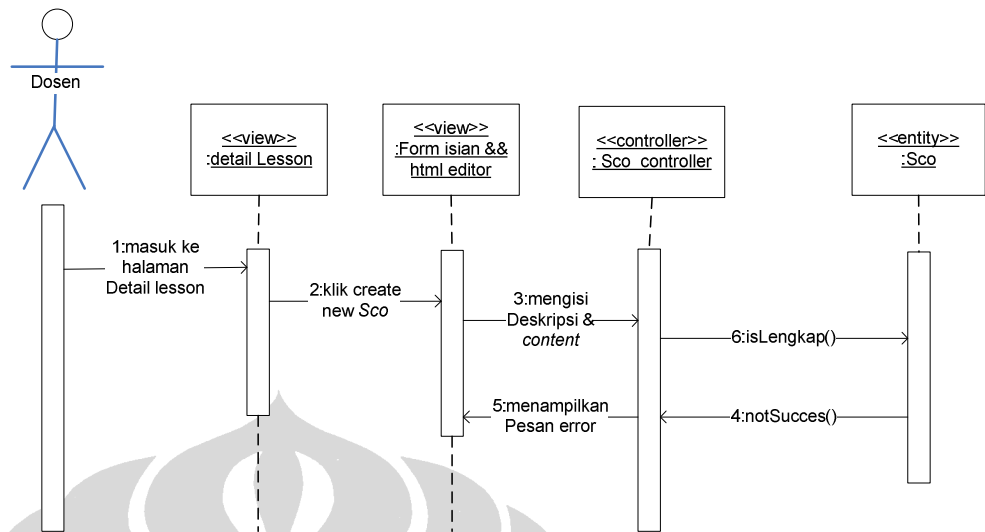 Dosen
<<view>>
:detail Lesson
<<view>>
:Form isian &&
html editor
<<controller>>
: Sco_controller
<<entity>>
:Sco
1:masuk ke
halaman
Detail lesson
2:klik create
new Sco
3:mengisi
Deskripsi &
content
6:isLengkap()
5:menampilkan
Pesan error
4:notSucces()